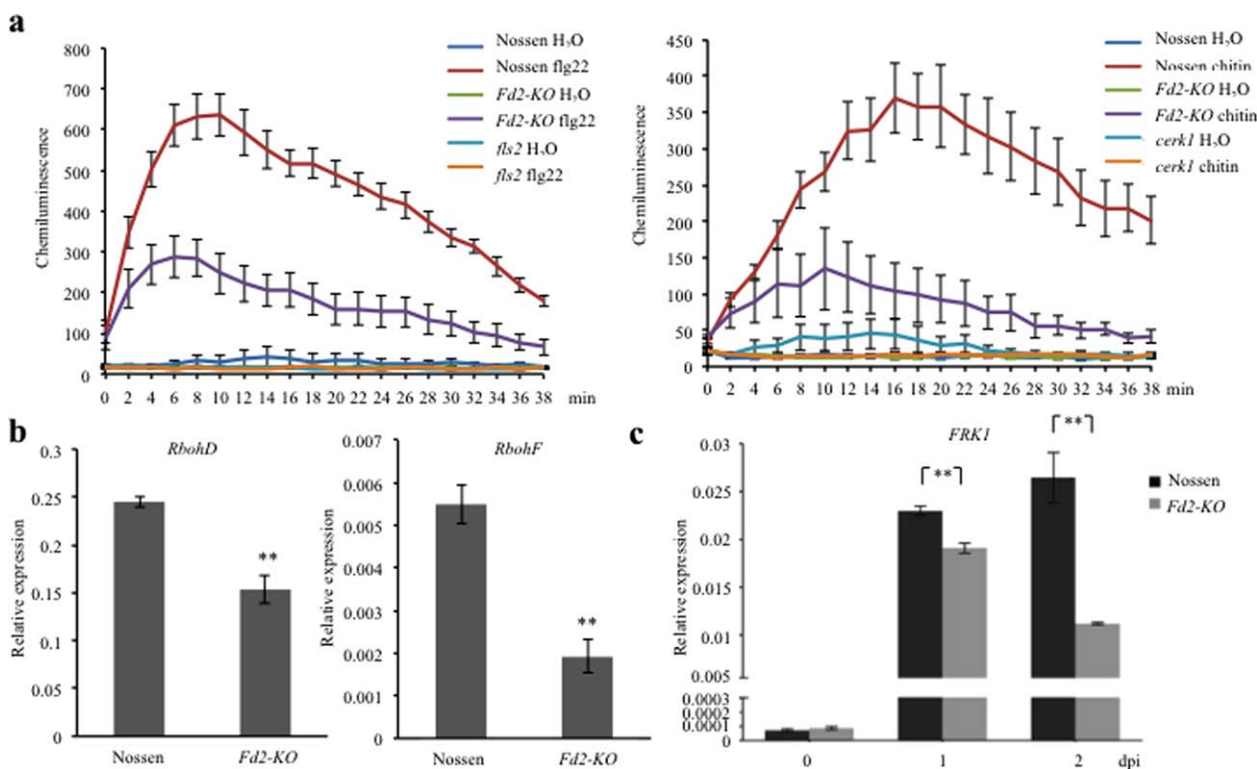 a
800
700
600
500
400
300
200
100
0
Chemiluminescence
0 2 4 6 8 10 12 14 16 18 20 22 24 26 28 30 32 34 36 38 min
Nossen H₂O
Nossen flg22
Fd2-KO H₂O
Fd2-KO flg22
fls2 H₂O
fls2 flg22
450
400
350
300
250
200
150
100
50
0
Chemiluminescence
0 2 4 6 8 10 12 14 16 18 20 22 24 26 28 30 32 34 36 38 min
Nossen H₂O
Nossen chitin
Fd2-KO H₂O
Fd2-KO chitin
cerk1 H₂O
cerk1 chitin
b
RbohD
0.3
0.25
0.2
0.15
0.1
0.05
0
Relative expression
**
Nossen Fd2-KO
RbohF
0.007
0.006
0.005
0.004
0.003
0.002
0.001
0
Relative expression
**
Nossen Fd2-KO
c
FRK1
0.03
0.025
0.02
0.015
0.01
0.005
0.0003
0.0002
0.0001
0
Relative expression
**
**
0 1 2 dpi
Nossen
Fd2-KO